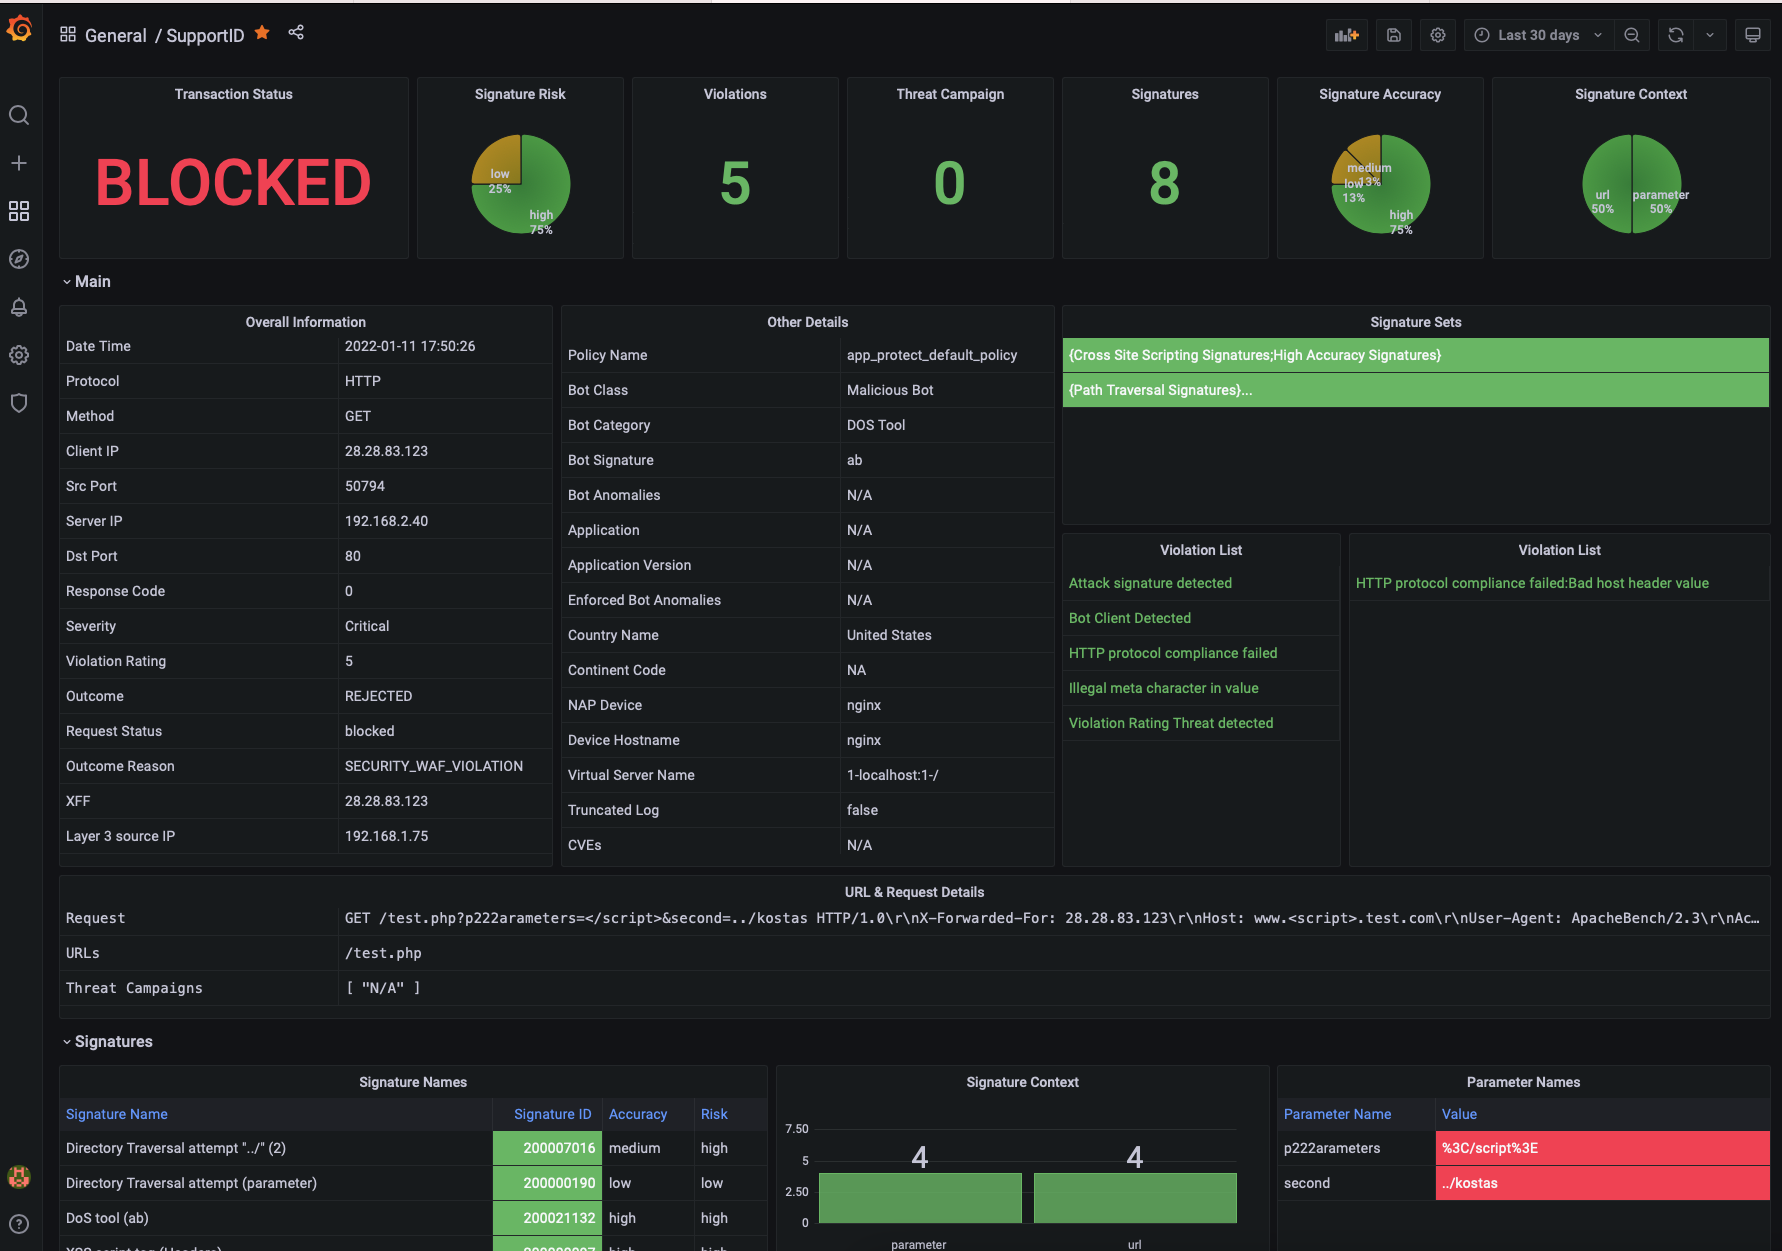 General / SupportID
Last 30 days
Transaction Status
BLOCKED
Signature Risk
low
25%
high
75%
Violations
5
Threat Campaign
0
Signatures
8
Signature Accuracy
medium
13%
low
13%
high
75%
Signature Context
url
50%
parameter
50%
Main
Overall Information
Date Time 2022-01-11 17:50:26
Protocol HTTP
Method GET
Client IP 28.28.83.123
Src Port 50794
Server IP 192.168.2.40
Dst Port 80
Response Code 0
Severity Critical
Violation Rating 5
Outcome REJECTED
Request Status blocked
Outcome Reason SECURITY_WAF_VIOLATION
XFF 28.28.83.123
Layer 3 source IP 192.168.1.75
Other Details
Policy Name app_protect_default_policy
Bot Class Malicious Bot
Bot Category DOS Tool
Bot Signature ab
Bot Anomalies N/A
Application N/A
Application Version N/A
Enforced Bot Anomalies N/A
Country Name United States
Continent Code NA
NAP Device nginx
Device Hostname nginx
Virtual Server Name 1-localhost:1-/
Truncated Log false
CVEs N/A
Signature Sets
{Cross Site Scripting Signatures;High Accuracy Signatures}
{Path Traversal Signatures}...
Violation List
Attack signature detected
Bot Client Detected
HTTP protocol compliance failed
Illegal meta character in value
Violation Rating Threat detected
Violation List
HTTP protocol compliance failed:Bad host header value
URL & Request Details
Request GET /test.php?p222arameters=</script>&second=../kostas HTTP/1.0\r\nX-Forwarded-For: 28.28.83.123\r\nHost: www.<script>.test.com\r\nUser-Agent: ApacheBench/2.3\r\nAc…
URLs /test.php
Threat Campaigns [ "N/A" ]
Signatures
Signature Names
Signature Name Signature ID Accuracy Risk
Directory Traversal attempt "../" (2) 200007016 medium high
Directory Traversal attempt (parameter) 200000190 low low
DoS tool (ab) 200021132 high high
Signature Context
7.50
5
2.50
0
4
4
parameter
url
Parameter Names
Parameter Name Value
p222arameters %3C/script%3E
second ../kostas